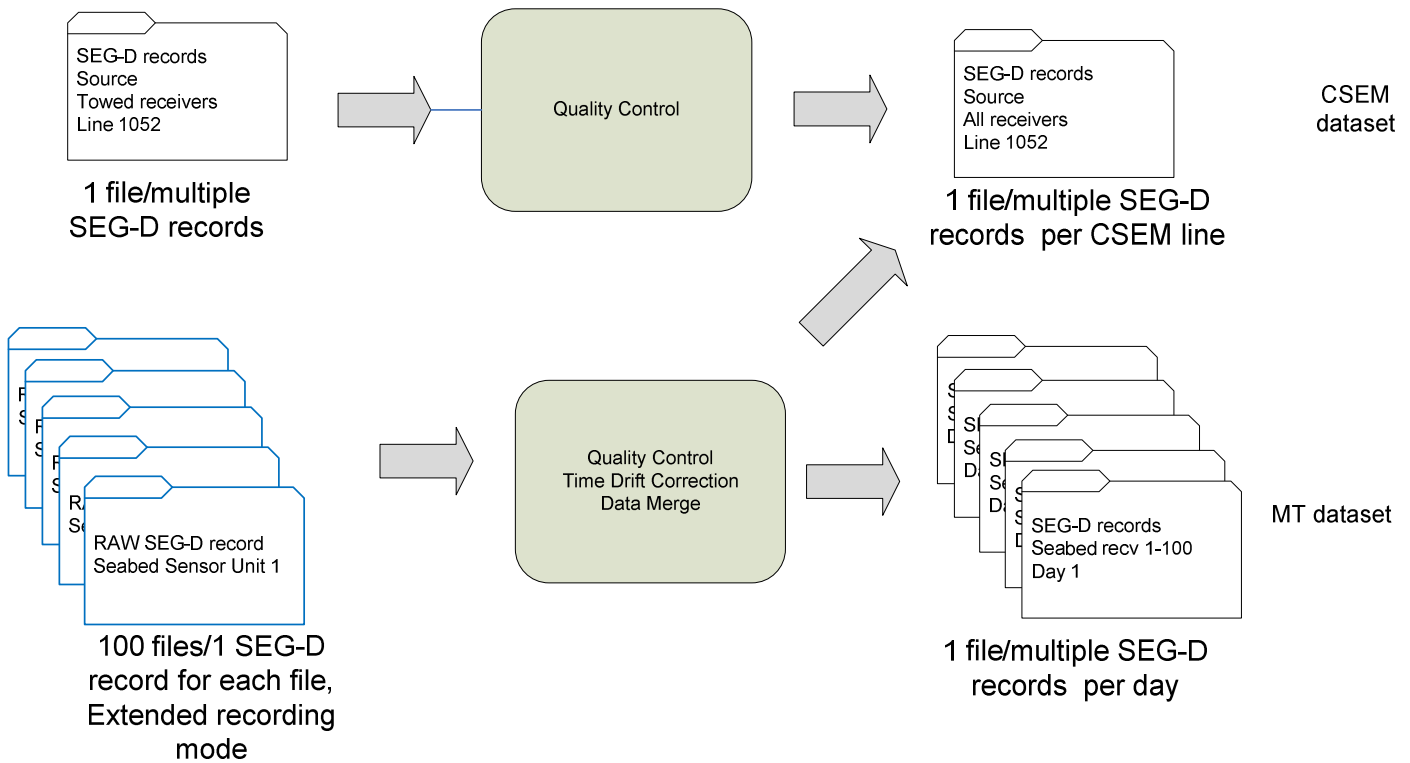 SEG-D records
Source
Towed receivers
Line 1052
1 file/multiple
SEG-D records
Quality Control
SEG-D records
Source
All receivers
Line 1052
1 file/multiple SEG-D
records per CSEM line
CSEM
dataset
RAW SEG-D record
Seabed Sensor Unit 1
100 files/1 SEG-D
record for each file,
Extended recording
mode
Quality Control
Time Drift Correction
Data Merge
SEG-D records
Seabed recv 1-100
Day 1
1 file/multiple SEG-D
records per day
MT dataset